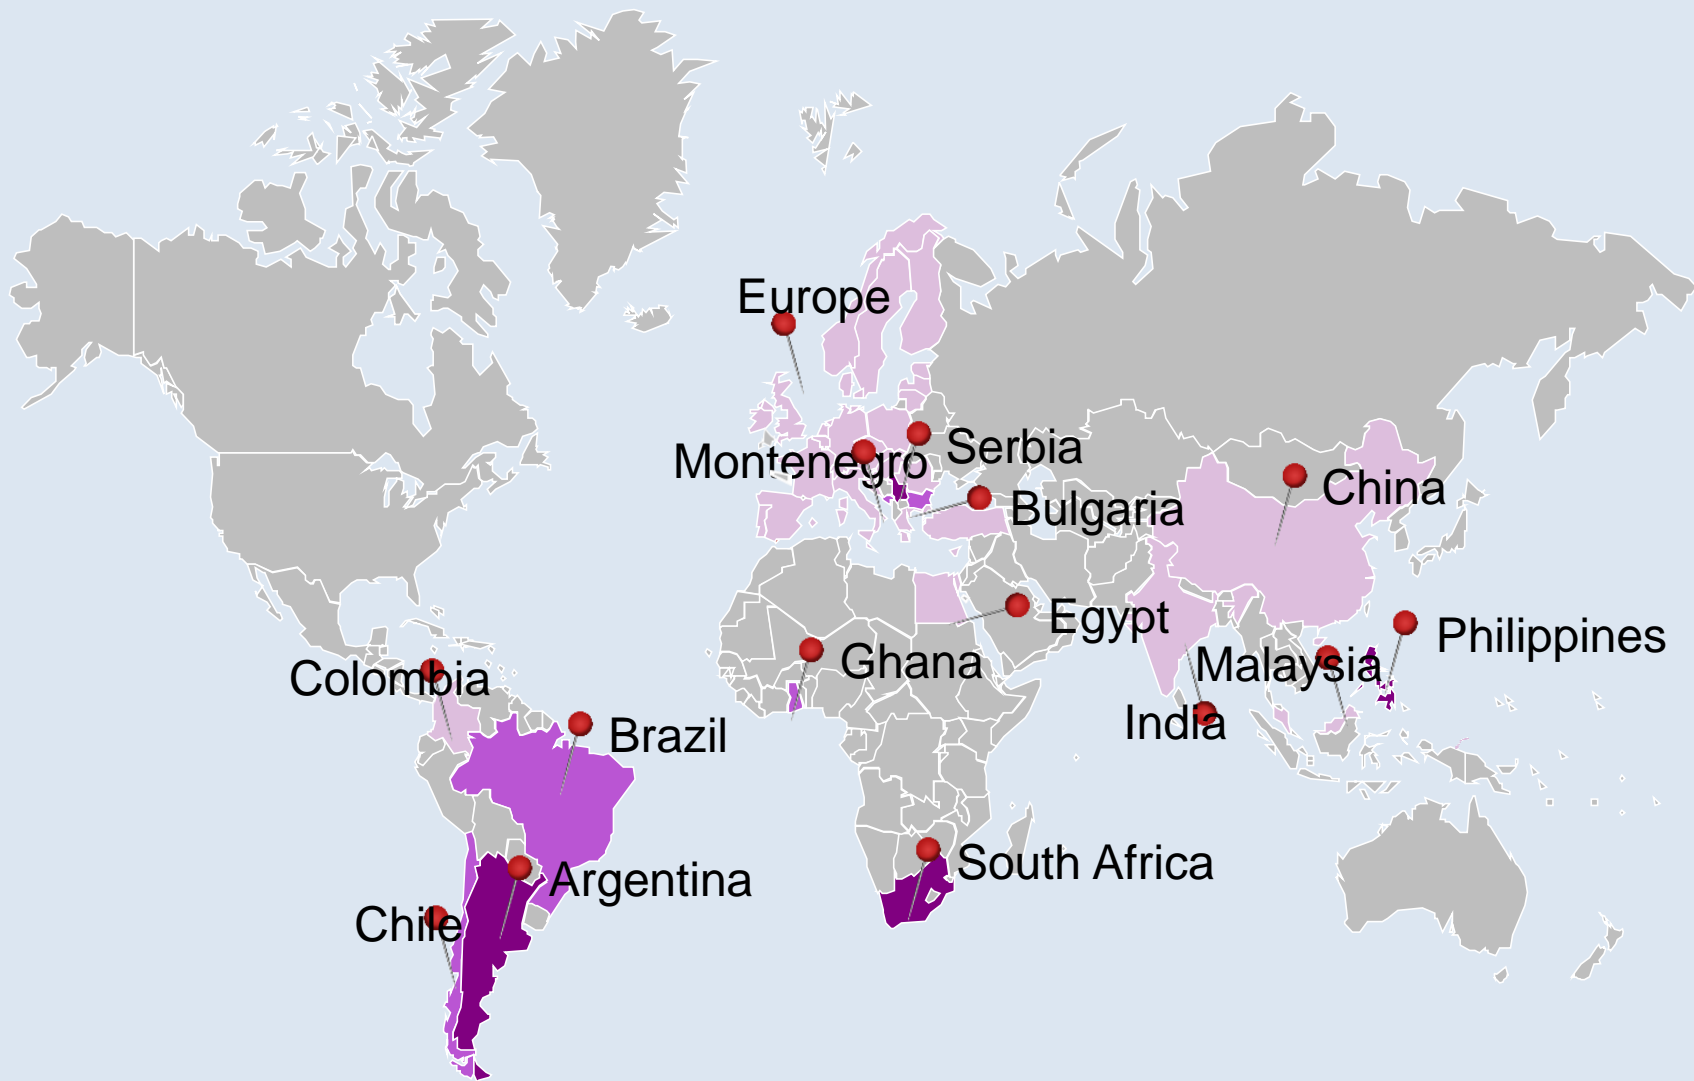 Europe
Serbia
Montenegro
China
Bulgaria
Egypt
Philippines
Ghana
Malaysia
Colombia
India
Brazil
South Africa
Argentina
Chile